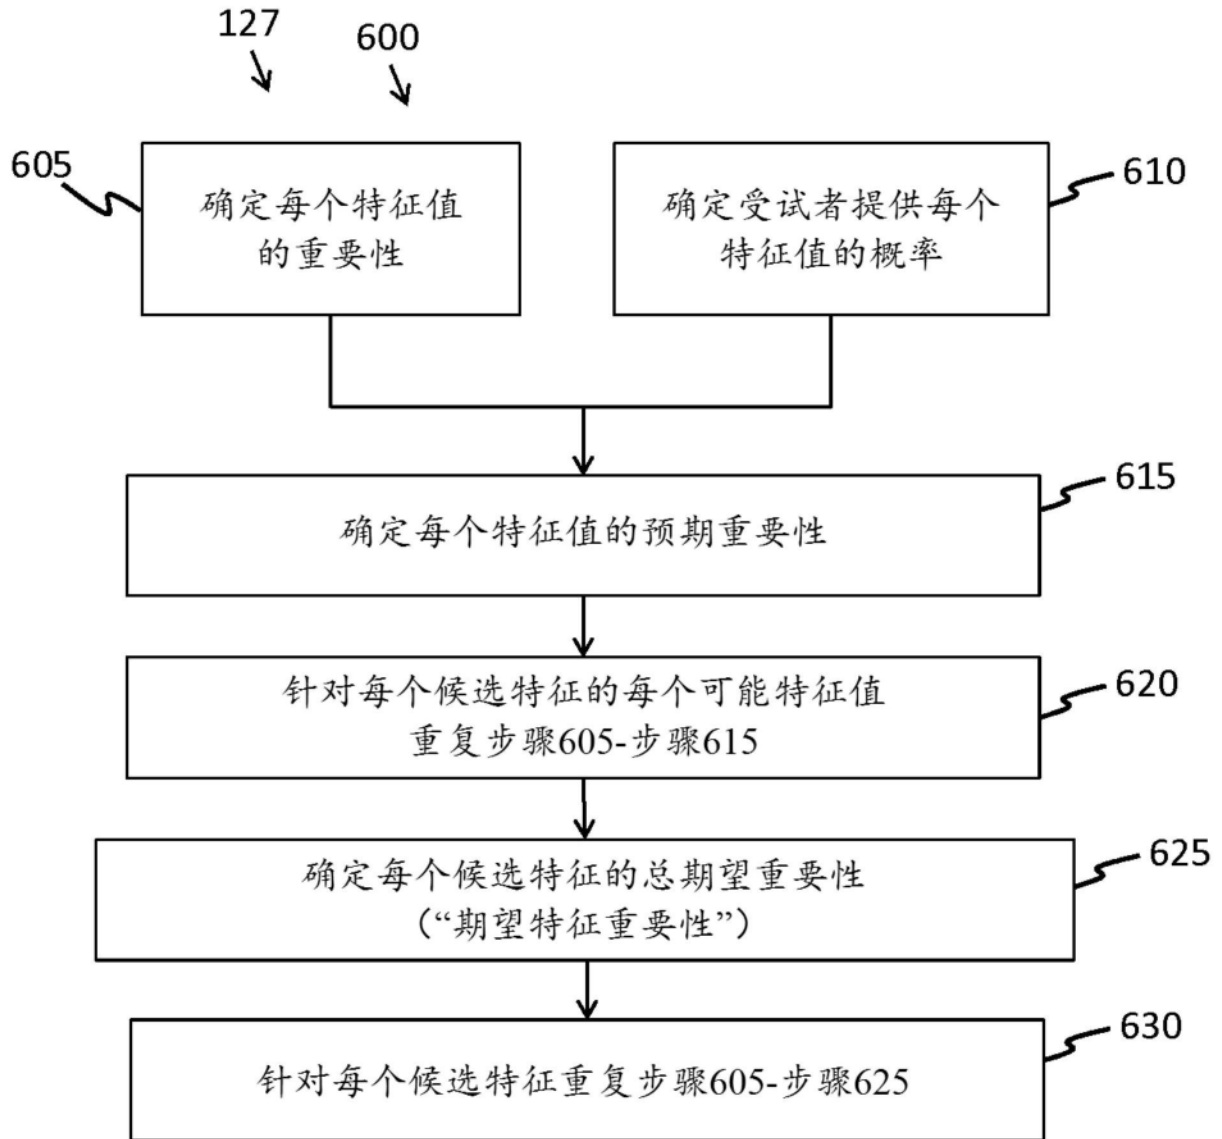 127
600
605
确定每个特征值
的重要性
确定受试者提供每个
特征值的概率
610
确定每个特征值的预期重要性
615
针对每个候选特征的每个可能特征值
重复步骤605-步骤615
620
确定每个候选特征的总期望重要性
（“期望特征重要性”）
625
针对每个候选特征重复步骤605-步骤625
630